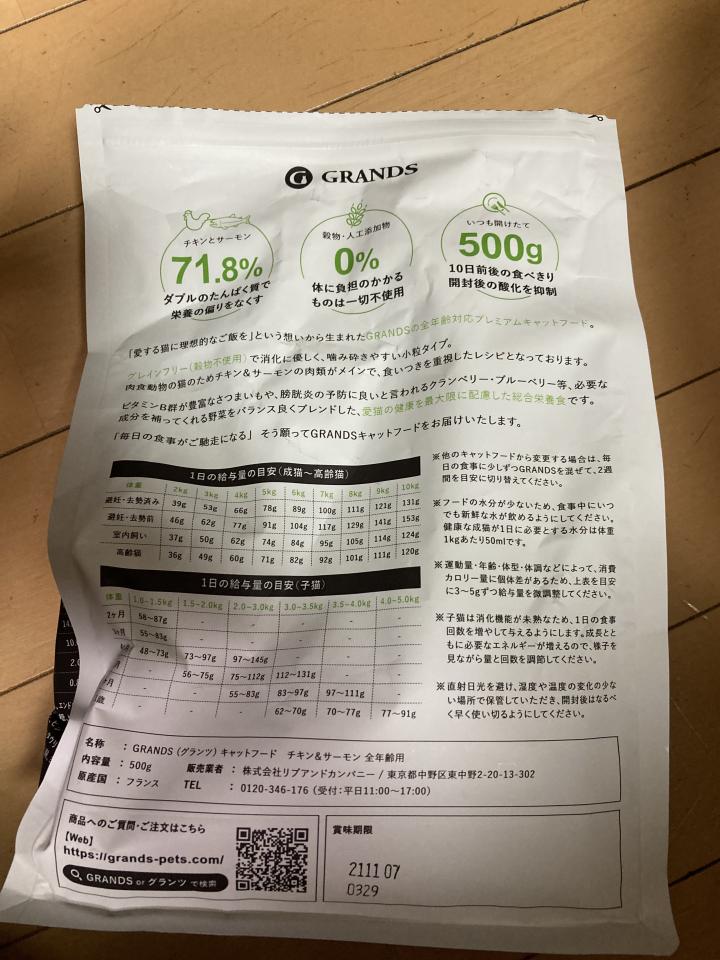 GRANDS
チキンとサーモン
71.8%
ダブルのたんぱく質で
栄養の偏りをなくす
穀物・人工添加物
0%
体に負担のかかる
ものは一切不使用
いつも開けたて
500g
10日前後の食べきり
開封後の酸化を抑制
「愛する猫に理想的なご飯を」という想いから生まれたGRANDSの全年齢対応プレミアムキャットフード。
グレインフリー(穀物不使用)で消化に優しく、噛み砕きやすい小粒タイプ。
肉食動物の猫のためチキン&サーモンの肉類がメインで、食いつきを重視したレシピとなっております。
ビタミンB群が豊富なさつまいもや、膀胱炎の予防に良いと言われるクランベリー・ブルーベリー等、必要な
成分を補ってくれる野菜をバランス良くブレンドした、愛猫の健康を最大限に配慮した総合栄養食です。
「毎日の食事がご馳走になる」 そう願ってGRANDSキャットフードをお届けいたします。
1日の給与量の目安(成猫〜高齢猫)
体重 2kg 3kg 4kg 5kg 6kg 7kg 8kg 9kg 10kg
避妊・去勢済み 39g 53g 66g 78g 89g 100g 111g 121g 131g
避妊・去勢前 46g 62g 77g 91g 104g 117g 129g 141g 153g
室内飼い 37g 50g 62g 74g 84g 95g 105g 114g 124g
高齢猫 36g 49g 60g 71g 82g 92g 101g 111g 120g
1日の給与量の目安(子猫)
体重 1.0〜1.5kg 1.5〜2.0kg 2.0〜3.0kg 3.0〜3.5kg 3.5〜4.0kg 4.0〜5.0kg
2ヶ月 58〜87g - - - - -
ヶ月 55〜83g - - - - -
48〜73g 73〜97g 97〜145g - - -
月 - 56〜75g 75〜112g 112〜131g - -
月 - - 55〜83g 83〜97g 97〜111g -
歳 - - - 62〜70g 70〜77g 77〜91g
※他のキャットフードから変更する場合は、毎
日の食事に少しずつGRANDSを混ぜて、2週
間を目安に切り替えてください。
※フードの水分が少ないため、食事中にいつ
でも新鮮な水が飲めるようにしてください。
健康な成猫が1日に必要とする水分は体重
1kgあたり50mlです。
※運動量・年齢・体型・体調などによって、消費
カロリー量に個体差があるため、上表を目安
に3〜5gずつ給与量を微調整してください。
※子猫は消化機能が未熟なため、1日の食事
回数を増やして与えるようにします。成長とと
もに必要なエネルギーが増えるので、様子を
見ながら量と回数を調節してください。
※直射日光を避け、湿度や温度の変化の少な
い場所で保管していただき、開封後はなるべ
く早く使い切るようにしてください。
名称 : GRANDS (グランツ) キャットフード チキン&サーモン 全年齢用
内容量 : 500g 販売業者 : 株式会社リブアンドカンパニー / 東京都中野区東中野2-20-13-302
原産国 : フランス TEL : 0120-346-176 (受付:平日11:00〜17:00)
商品へのご質問・ご注文はこちら
【Web】
https://grands-pets.com/
GRANDS or グランツ で検索
賞味期限
2111 07
0329